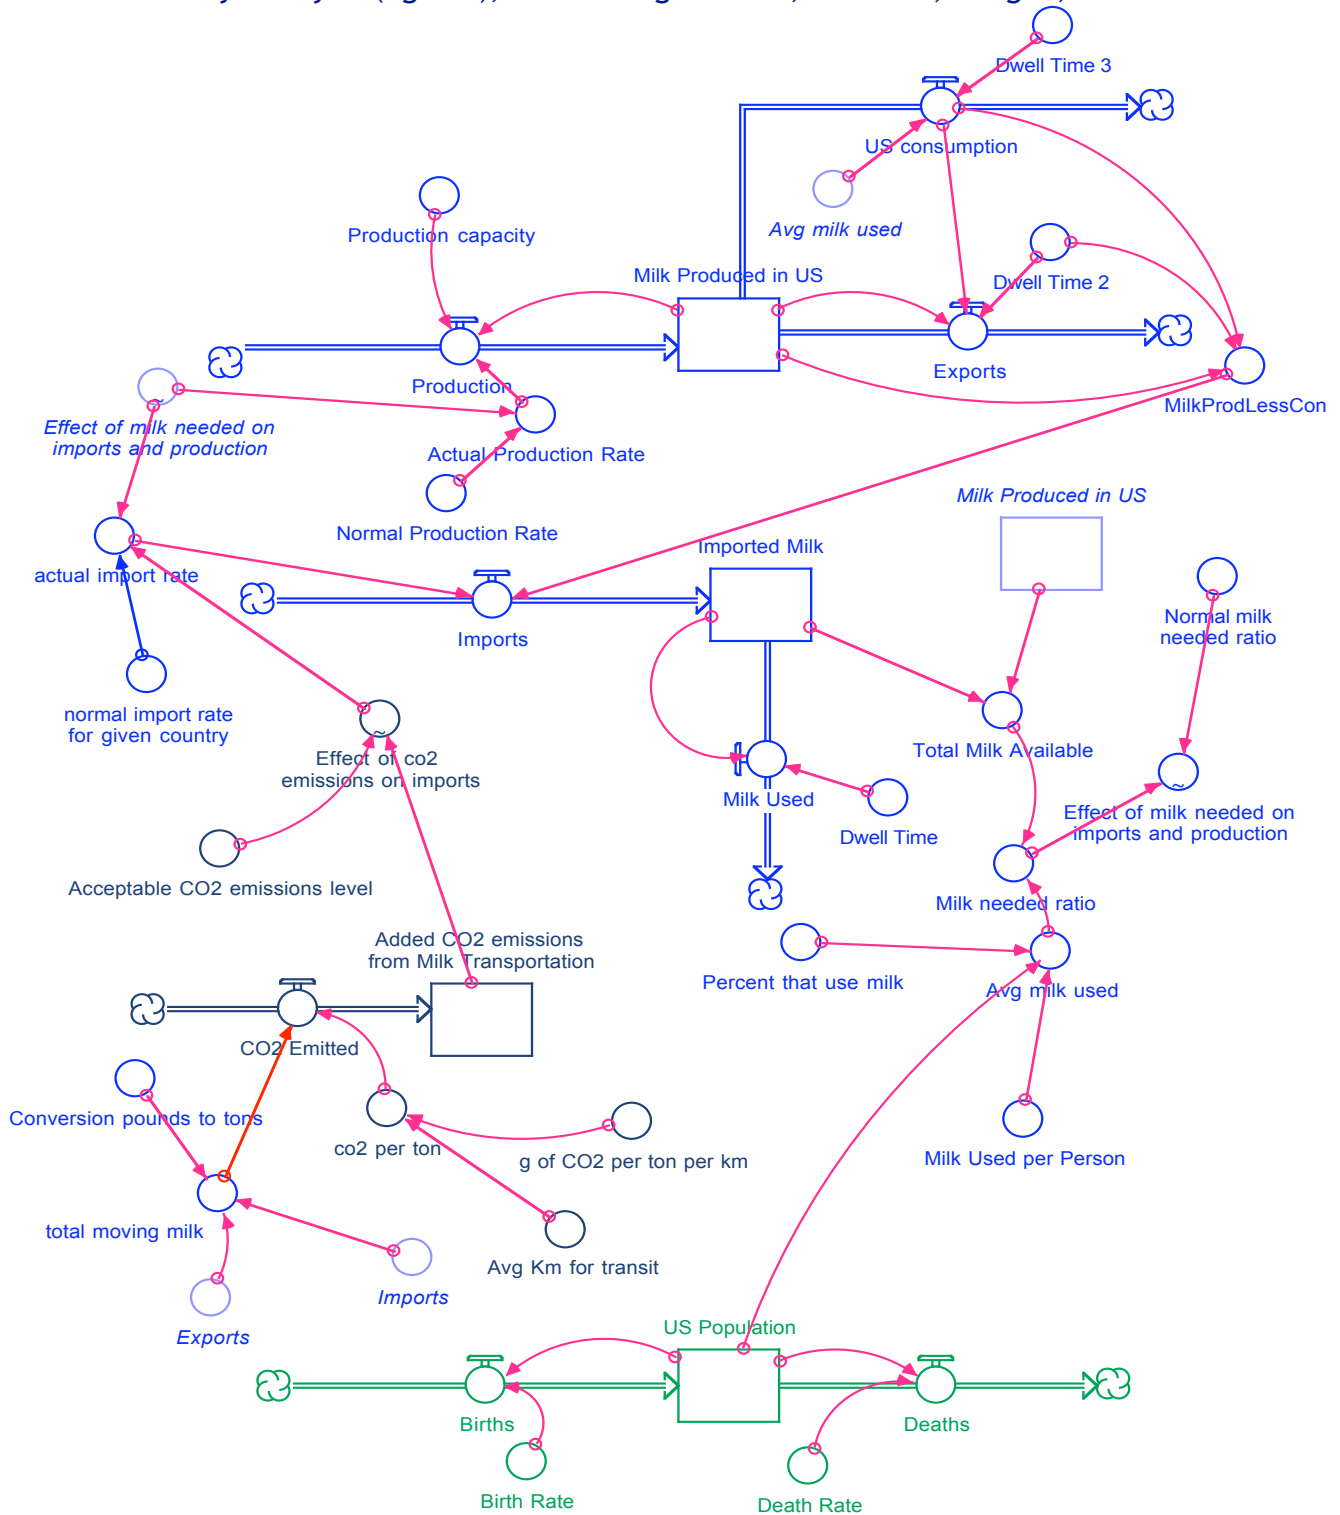 Dwell Time 3
US consumption
Avg milk used
Production capacity
Milk Produced in US
Dwell Time 2
Production
Exports
MilkProdLessCon
Effect of milk needed on
imports and production
Actual Production Rate
Normal Production Rate
Milk Produced in US
Imported Milk
actual import rate
Imports
Normal milk
needed ratio
normal import rate
for given country
Effect of co2
emissions on imports
Total Milk Available
Milk Used
Dwell Time
Effect of milk needed on
imports and production
Acceptable CO2 emissions level
Milk needed ratio
Added CO2 emissions
from Milk Transportation
Percent that use milk
Avg milk used
CO2 Emitted
Conversion pounds to tons
co2 per ton
g of CO2 per ton per km
Milk Used per Person
total moving milk
Avg Km for transit
Imports
Exports
US Population
Births
Deaths
Birth Rate
Death Rate